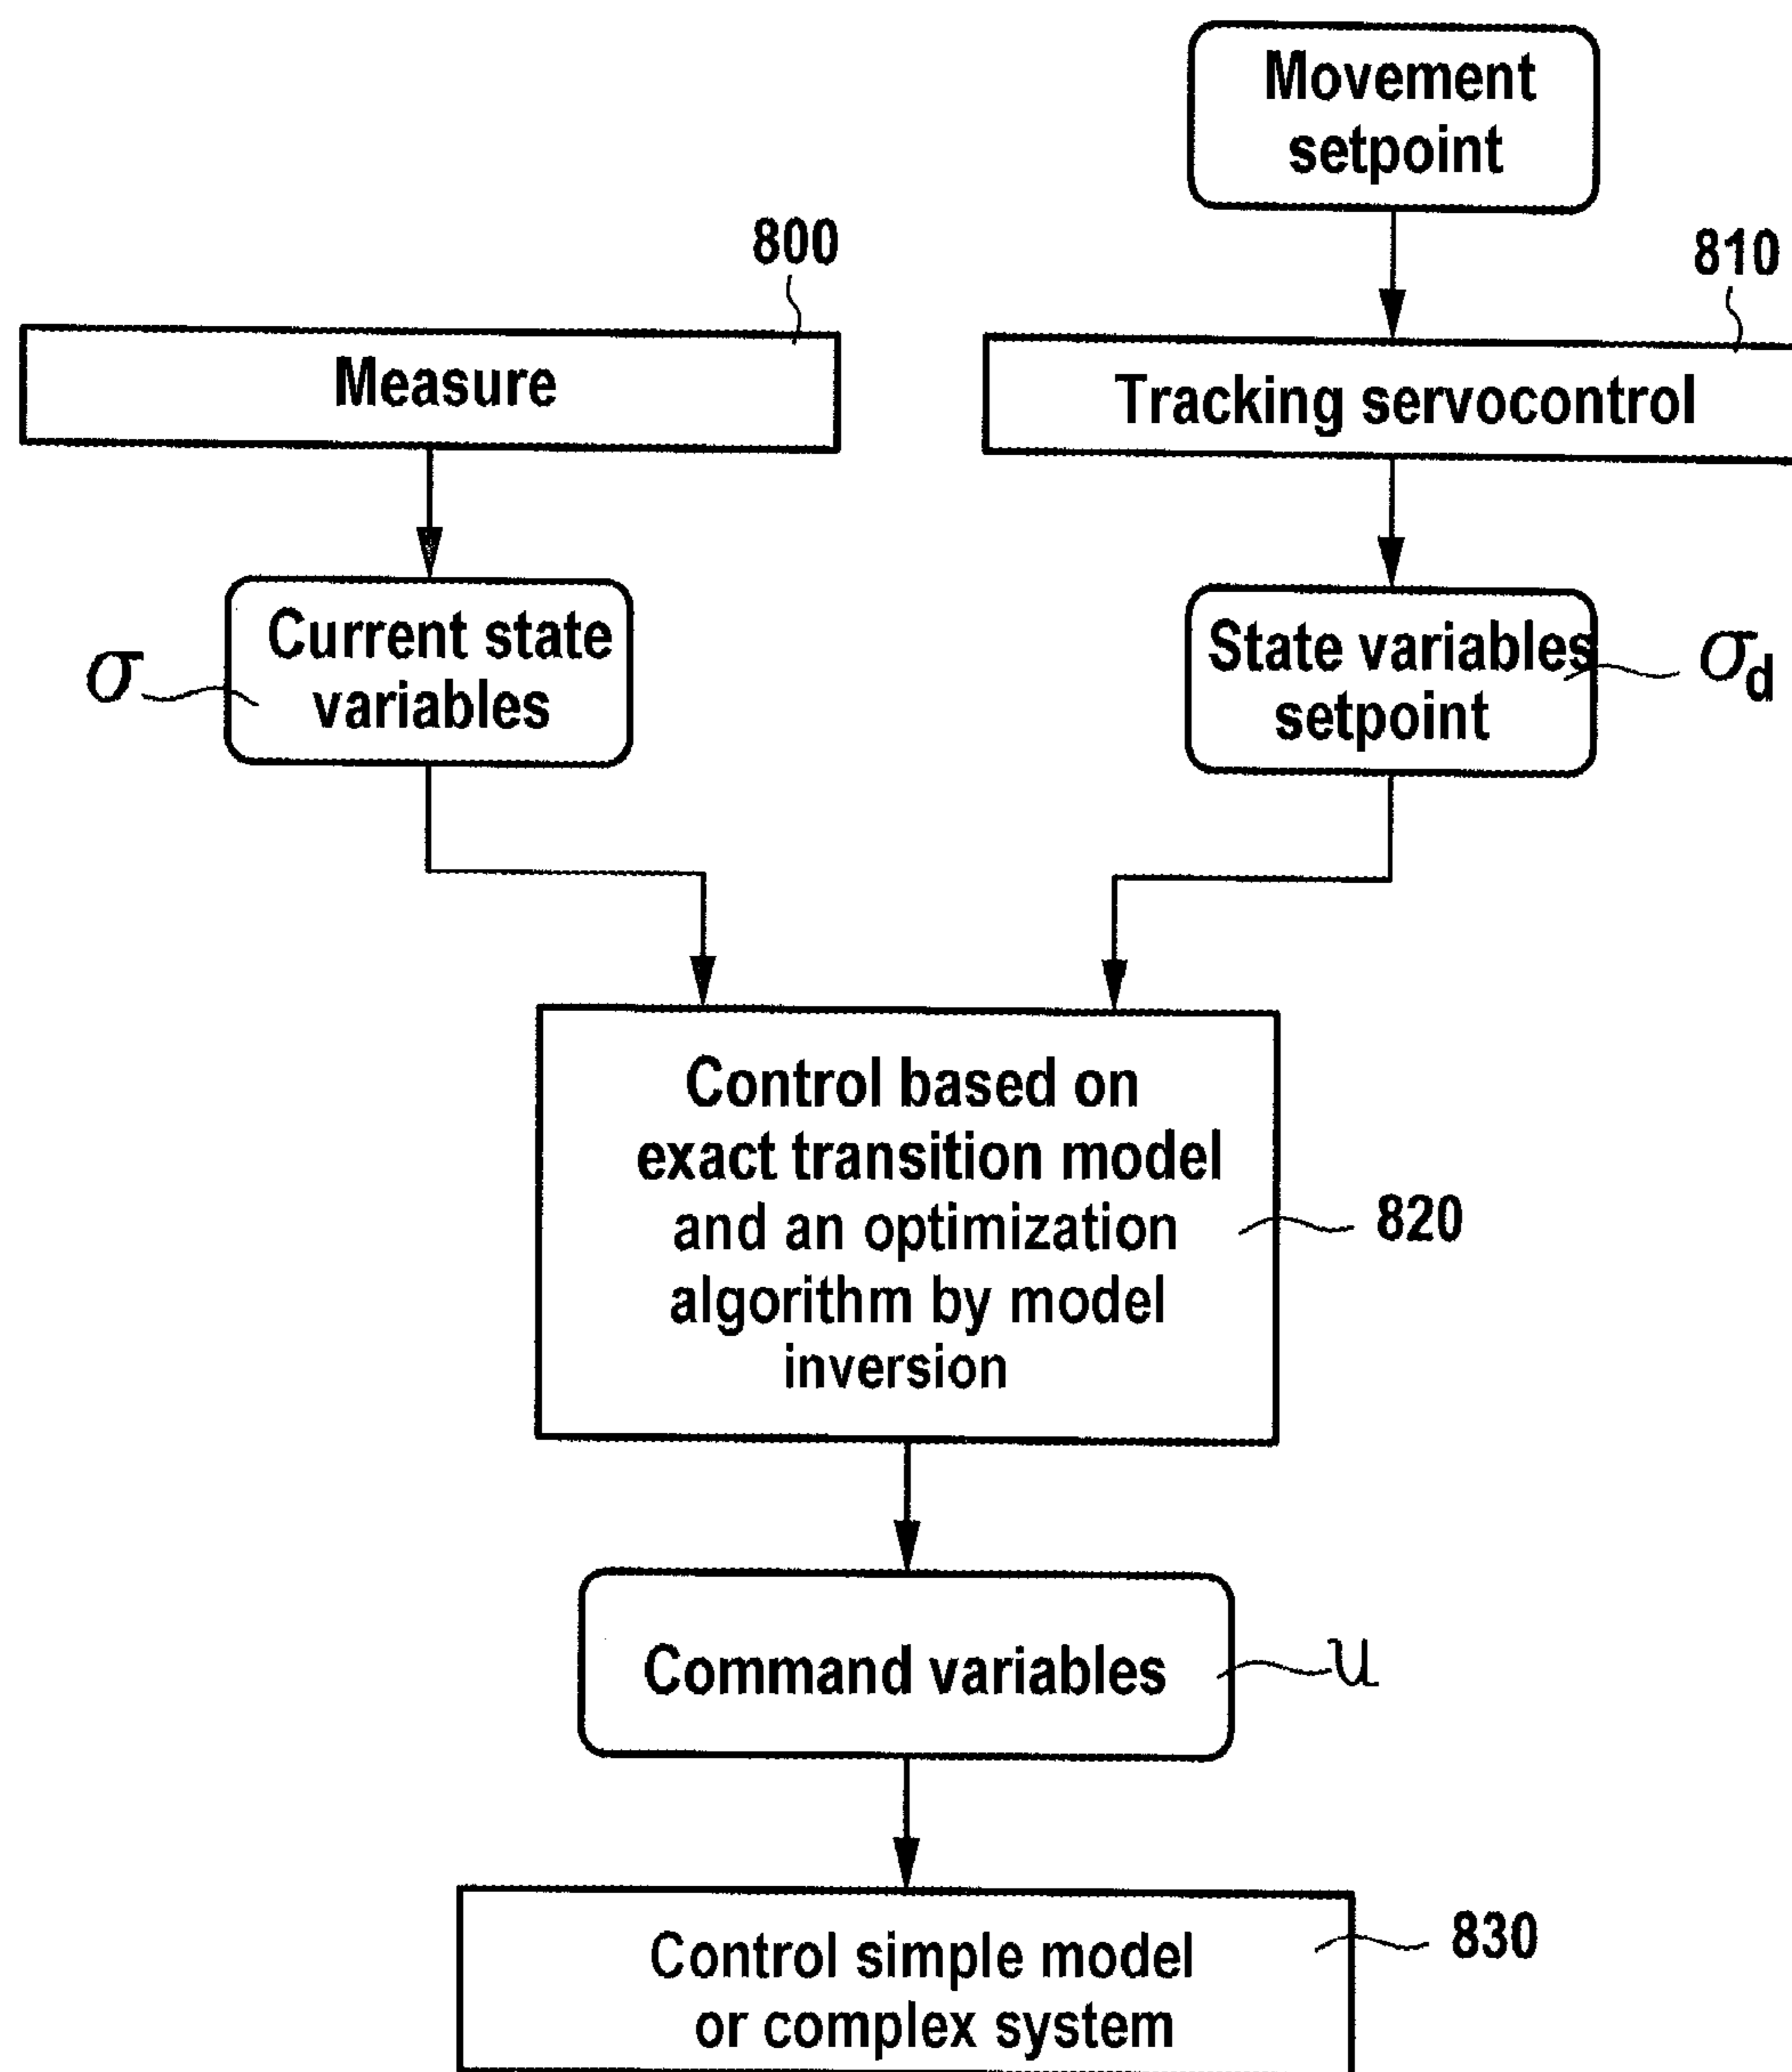 Movement
setpoint
800
810
Measure
Tracking servocontrol
Current state
variables
σ
State variables
setpoint
σd
Control based on
exact transition model
and an optimization
algorithm by model
inversion
820
Command variables
u
Control simple model
or complex system
830